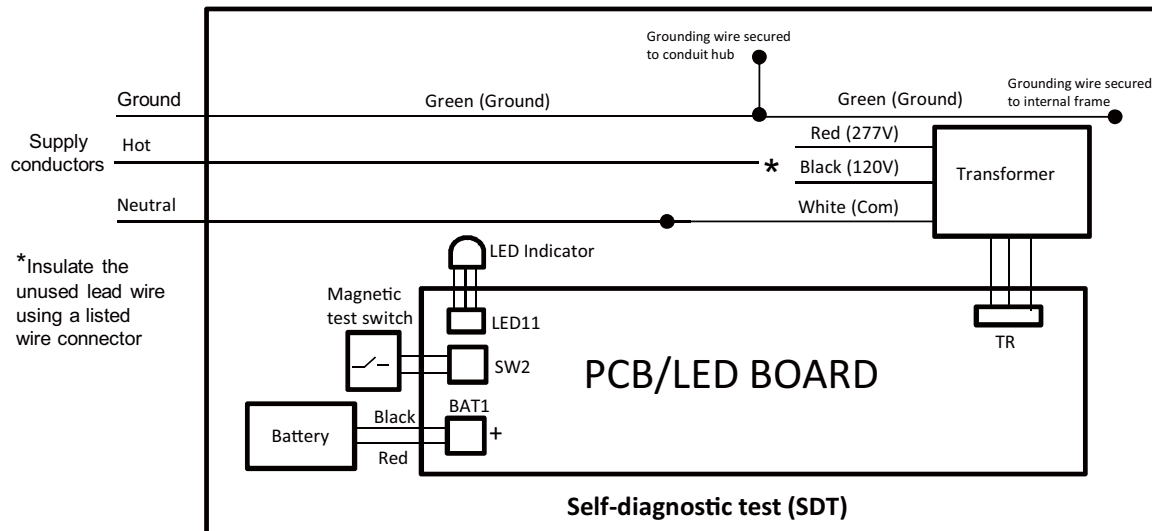 Grounding wire secured
to conduit hub
Grounding wire secured
to internal frame
Ground
Green (Ground)
Green (Ground)
Supply
conductors
Hot
*
Red (277V)
Black (120V)
Transformer
Neutral
White (Com)
*Insulate the
unused lead wire
using a listed
wire connector
LED Indicator
Magnetic
test switch
LED11
SW2
TR
PCB/LED BOARD
BAT1
+
Black
Battery
Red
Self-diagnostic test (SDT)